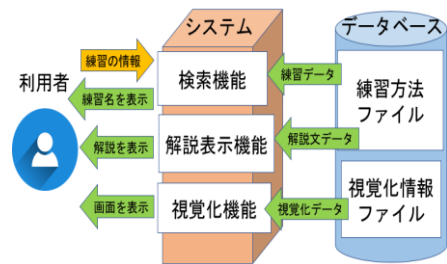 システム
データベース
利用者
練習の情報
検索機能
練習データ
練習方法
ファイル
練習名を表示
解説を表示
解説表示機能
解説文データ
画面を表示
視覚化機能
視覚化データ
視覚化情報
ファイル